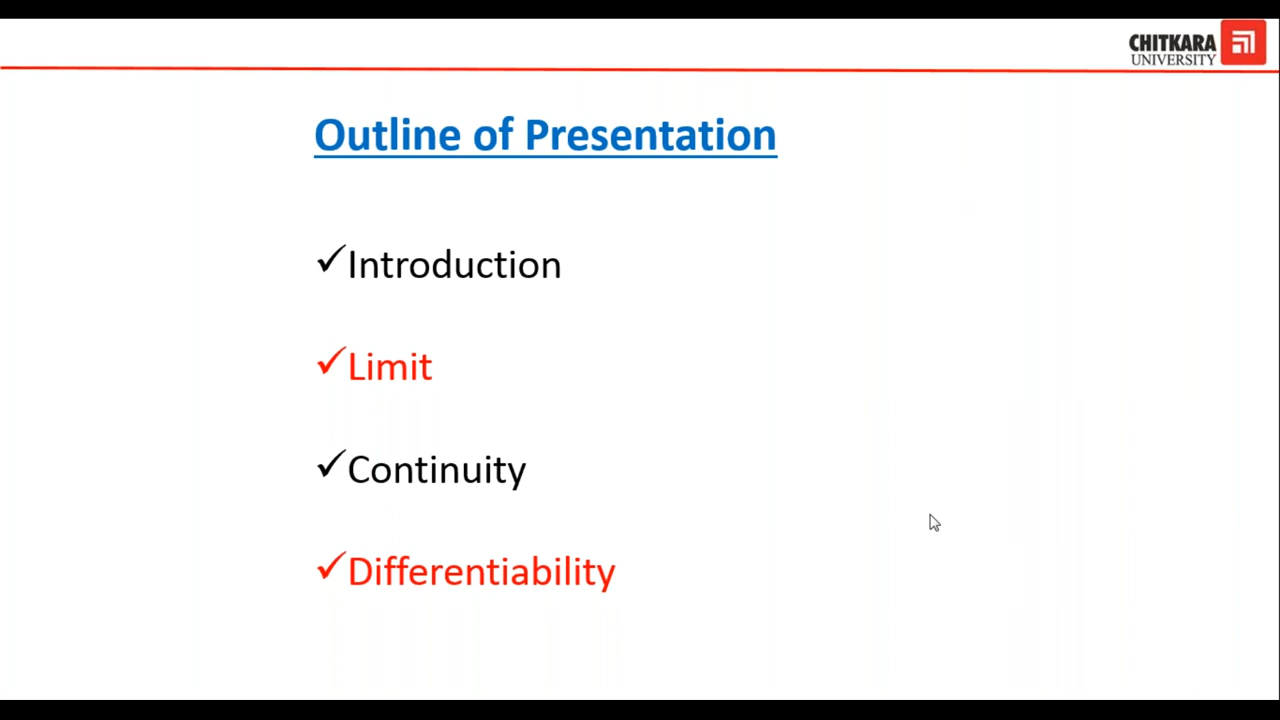 CHITKARA
UNIVERSITY
Outline of Presentation
✓Introduction
✓Limit
✓Continuity
✓Differentiability